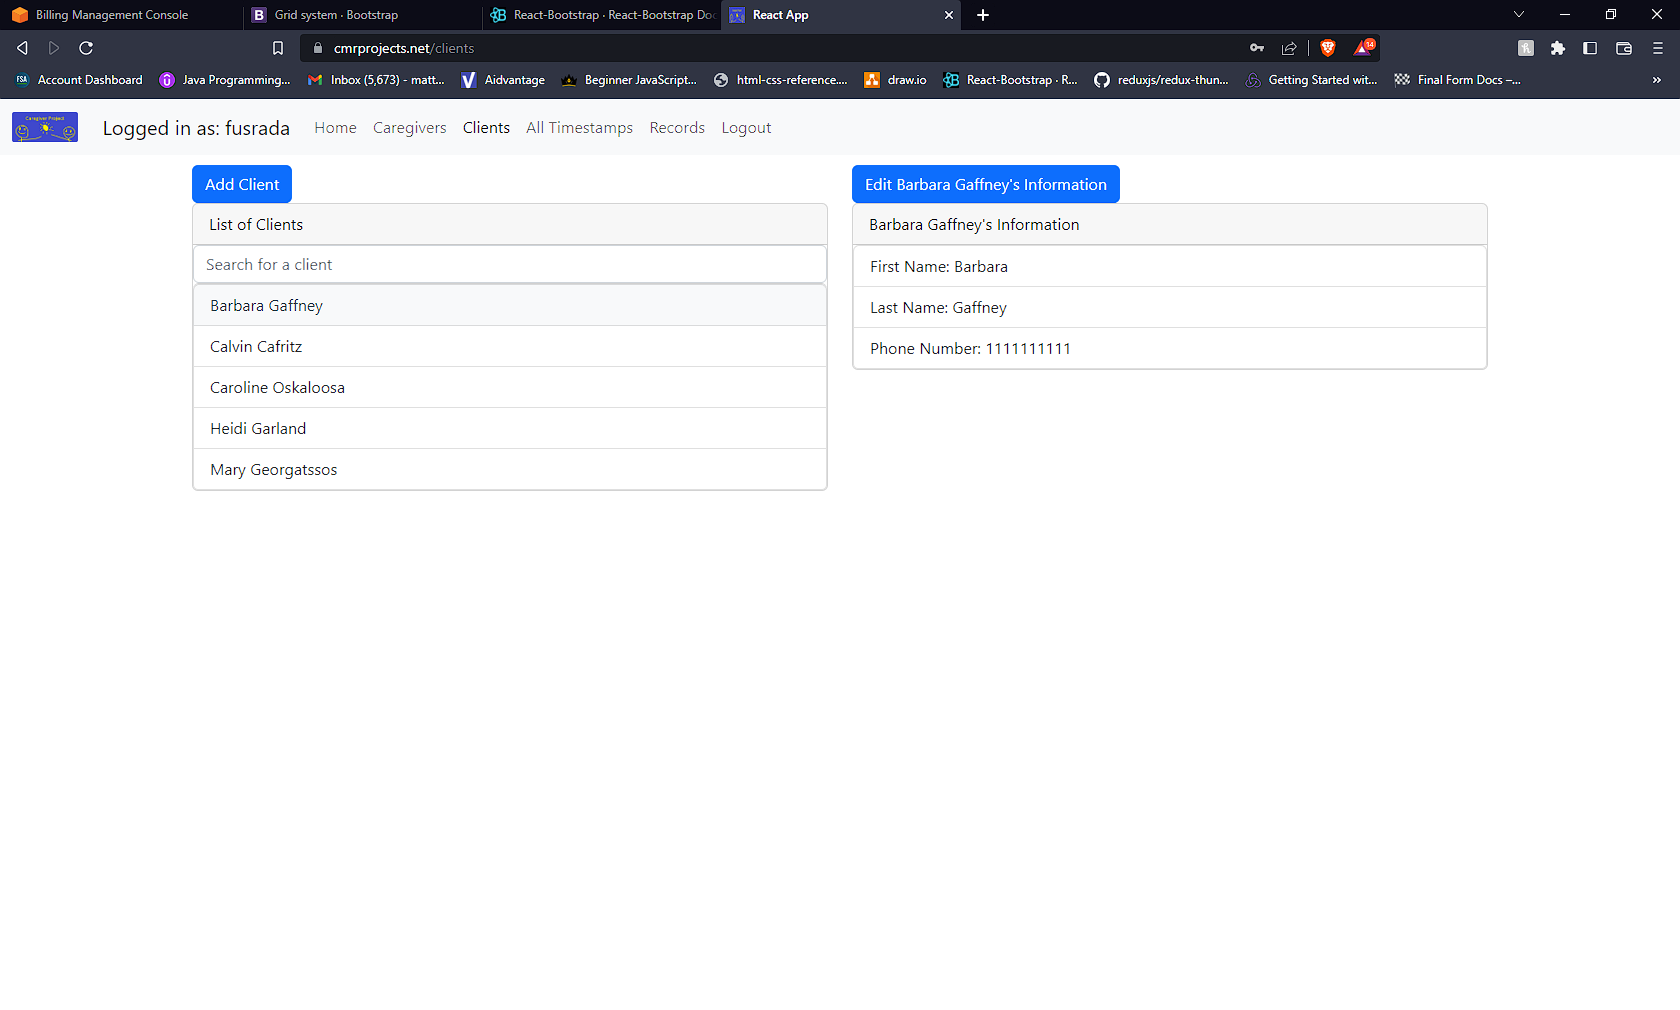 Billing Management Console
Grid system · Bootstrap
React-Bootstrap · React-Bootstrap Doc
React App
cmrprojects.net/clients
14
FSA Account Dashboard
Java Programming...
Inbox (5,673) - matt...
Aidvantage
Beginner JavaScript...
html-css-reference....
draw.io
React-Bootstrap · R...
reduxjs/redux-thun...
Getting Started wit...
Final Form Docs –...
»
Caregiver Project
Logged in as: fusrada
Home
Caregivers
Clients
All Timestamps
Records
Logout
Add Client
List of Clients
Search for a client
Barbara Gaffney
Calvin Cafritz
Caroline Oskaloosa
Heidi Garland
Mary Georgatssos
Edit Barbara Gaffney's Information
Barbara Gaffney's Information
First Name: Barbara
Last Name: Gaffney
Phone Number: 1111111111